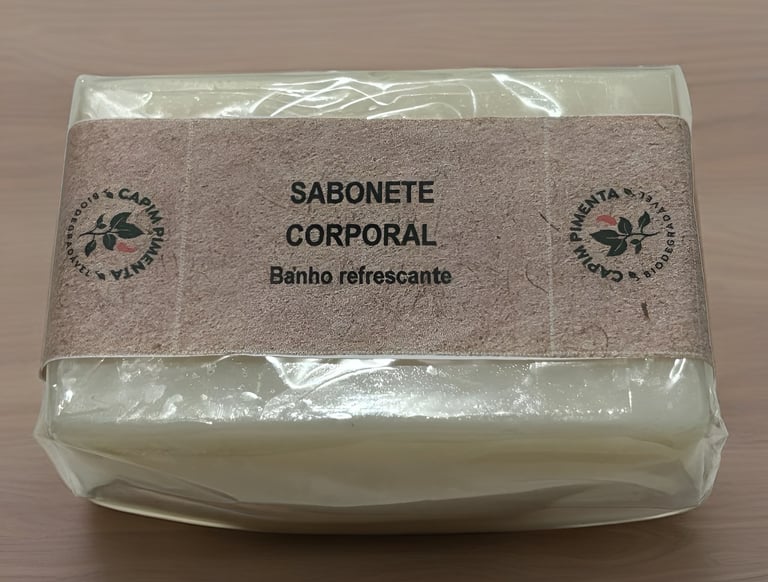 SABONETE
CORPORAL
Banho refrescante
CAPIM PIMENTA
BIODEGRADÁVEL
CAPIM PIMENTA
BIODEGRADÁVEL